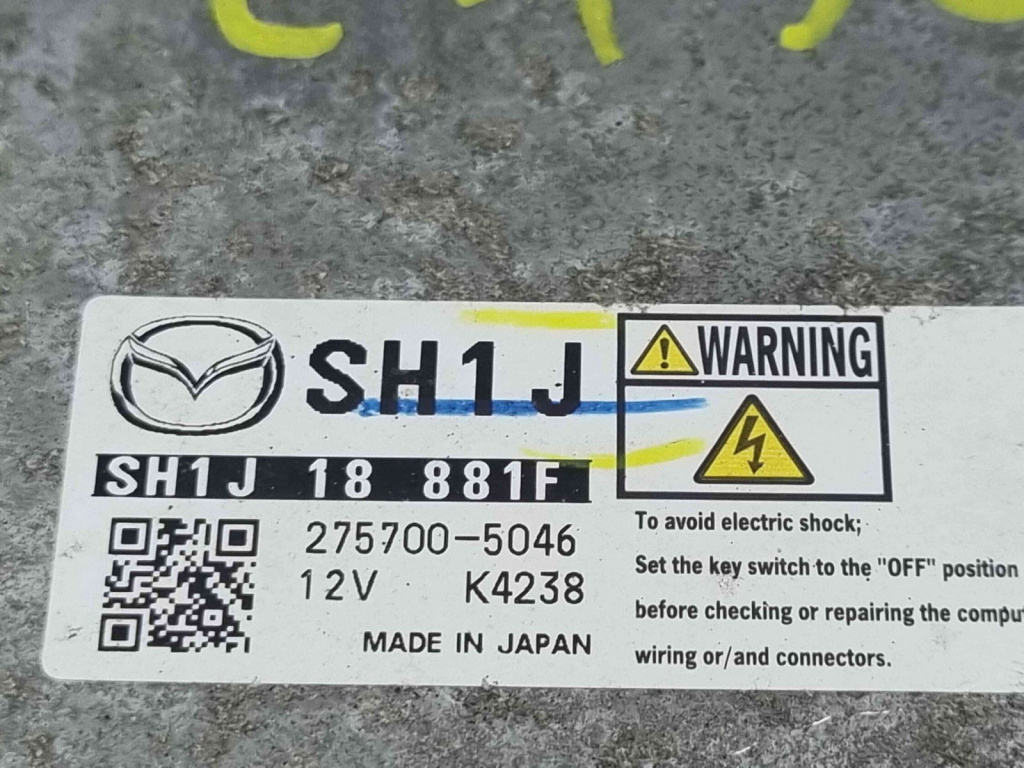 SH1J
SH1J 18 881F
275700-5046
12V K4238
MADE IN JAPAN
WARNING
To avoid electric shock;
Set the key switch to the "OFF" position
before checking or repairing the
wiring or/and connectors.